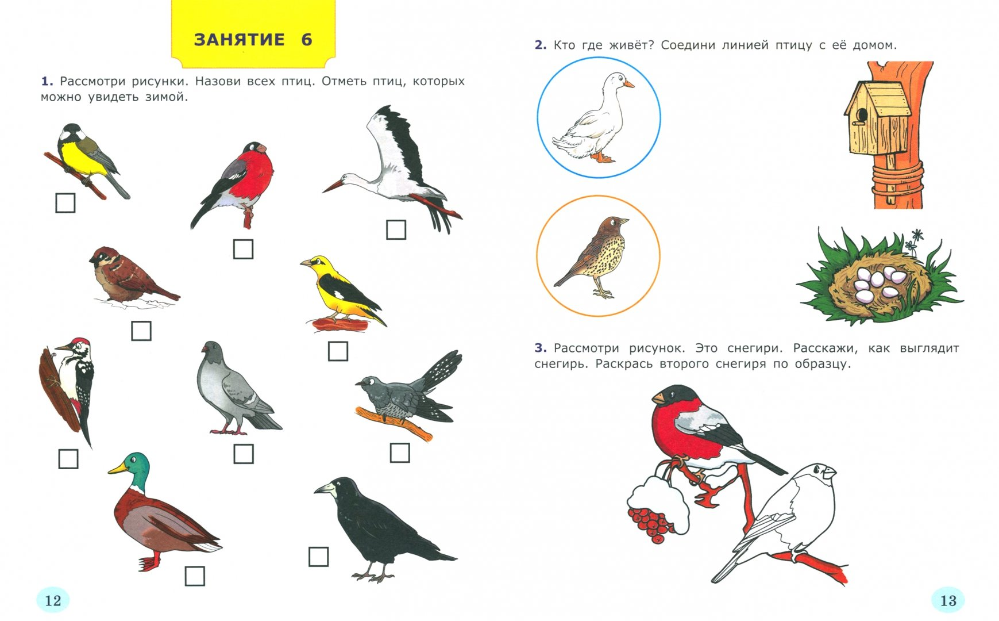 ЗАНЯТИЕ 6
1. Рассмотри рисунки. Назови всех птиц. Отметь птиц, которых
можно увидеть зимой.
12
2. Кто где живёт? Соедини линией птицу с её домом.
3. Рассмотри рисунок. Это снегири. Расскажи, как выглядит
снегирь. Раскрась второго снегиря по образцу.
13